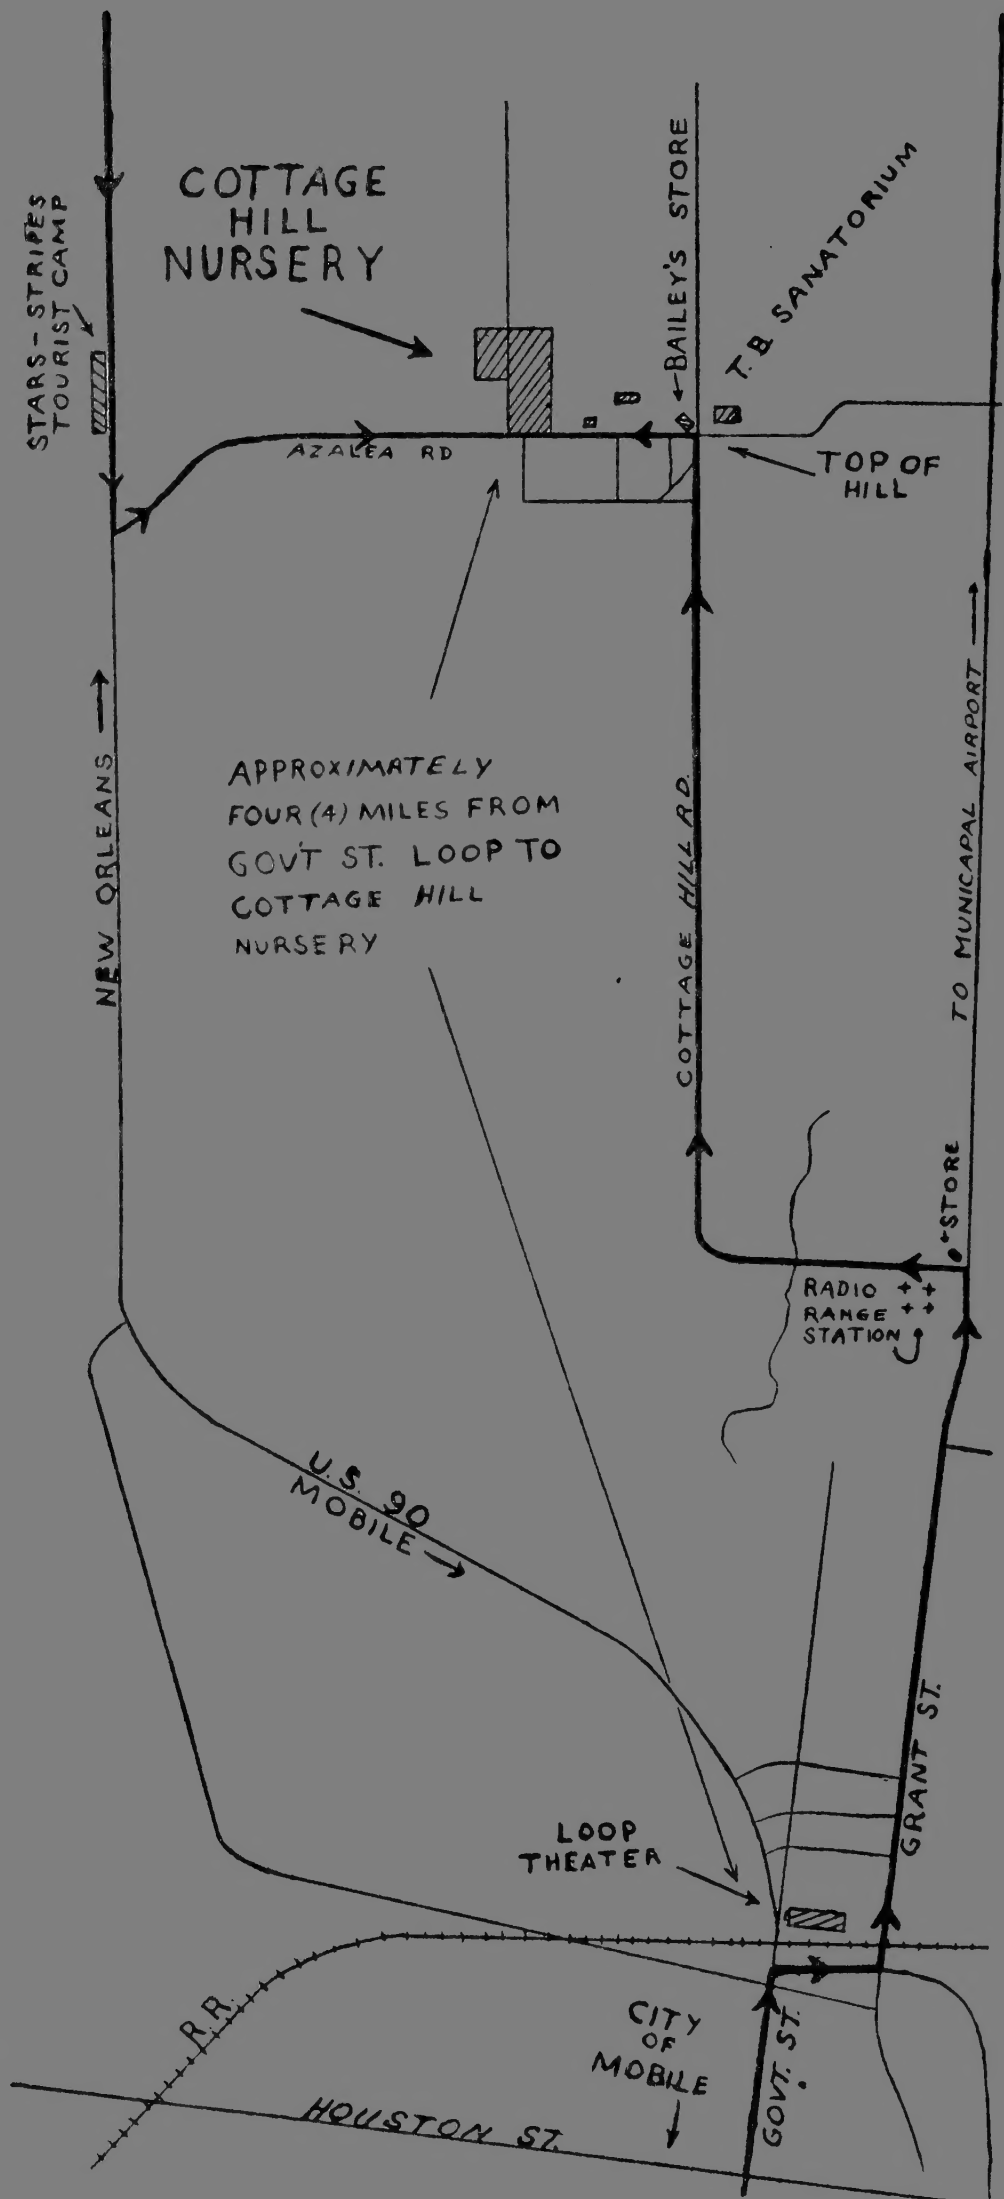 COTTAGE
HILL
NURSERY
STARS-STRIPES
TOURIST CAMP
←BAILEY'S STORE
T.B. SANATORIUM
AZALEA RD
TOP OF
HILL
NEW ORLEANS →
APPROXIMATELY
FOUR (4) MILES FROM
GOV'T ST. LOOP TO
COTTAGE HILL
NURSERY
COTTAGE HILL RD.
TO MUNICAPAL AIRPORT →
STORE
RADIO
RANGE
STATION
U.S. 90
MOBILE →
GRANT ST.
LOOP
THEATER
R.R.
CITY
OF
MOBILE
GOVT. ST.
HOUSTON ST.